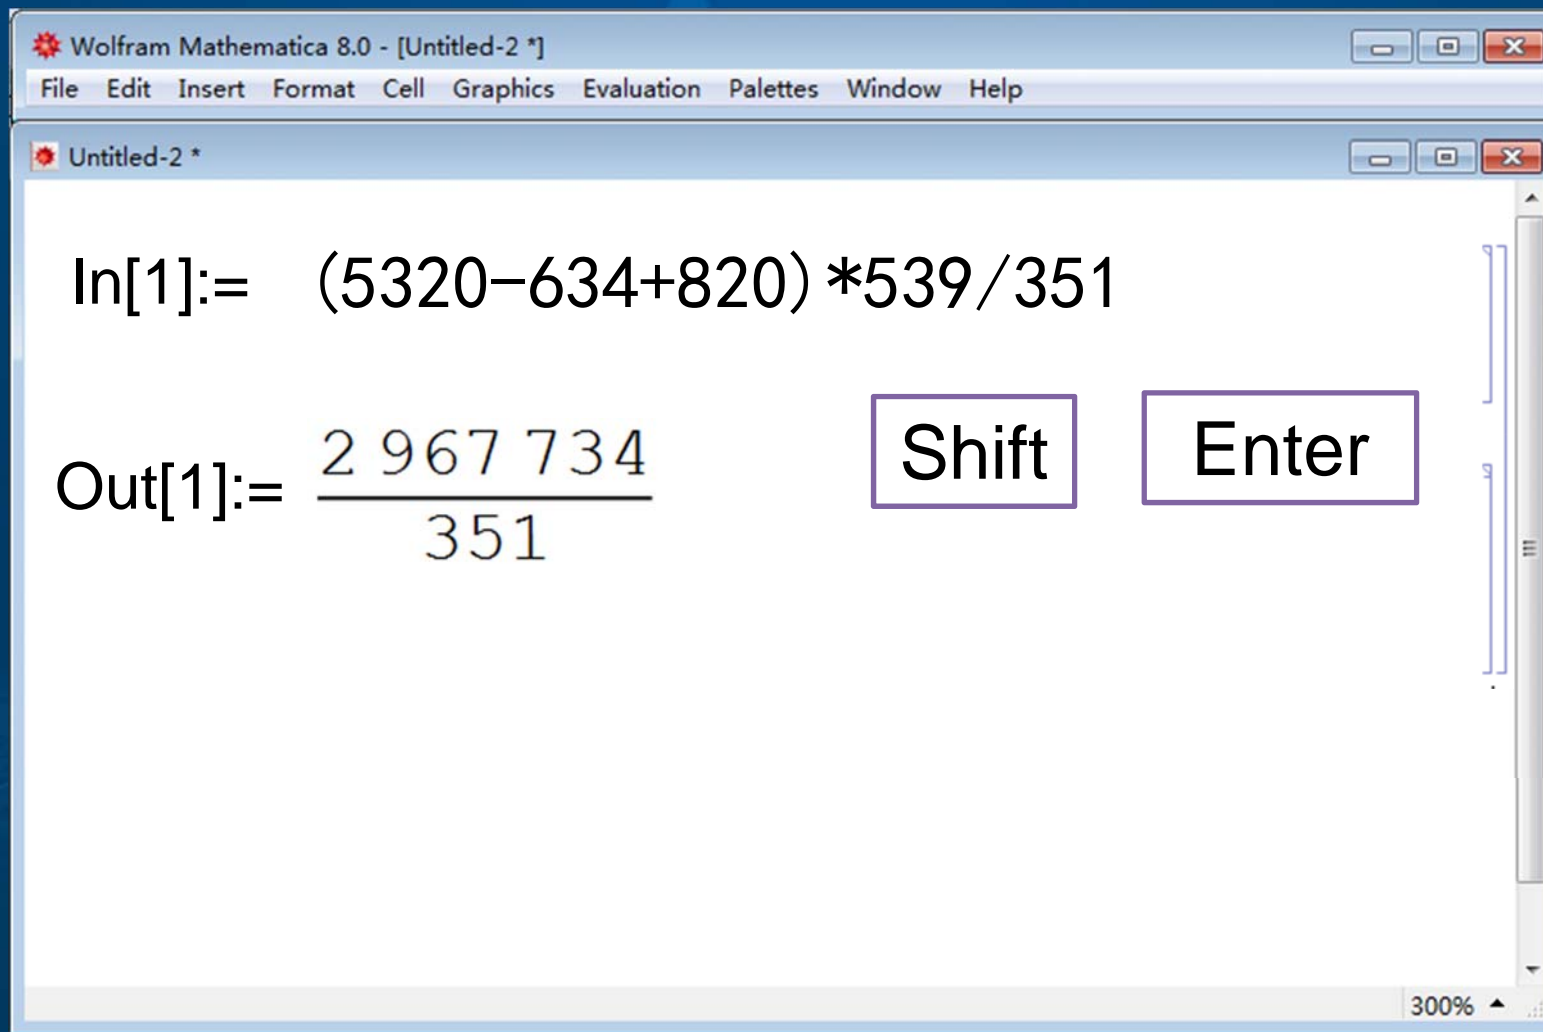 Wolfram Mathematica 8.0 - [Untitled-2 *]
File Edit Insert Format Cell Graphics Evaluation Palettes Window Help
Untitled-2 *
In[1]:= (5320-634+820)*539/351
Out[1]:= 2 967 734
351
Shift Enter
300%